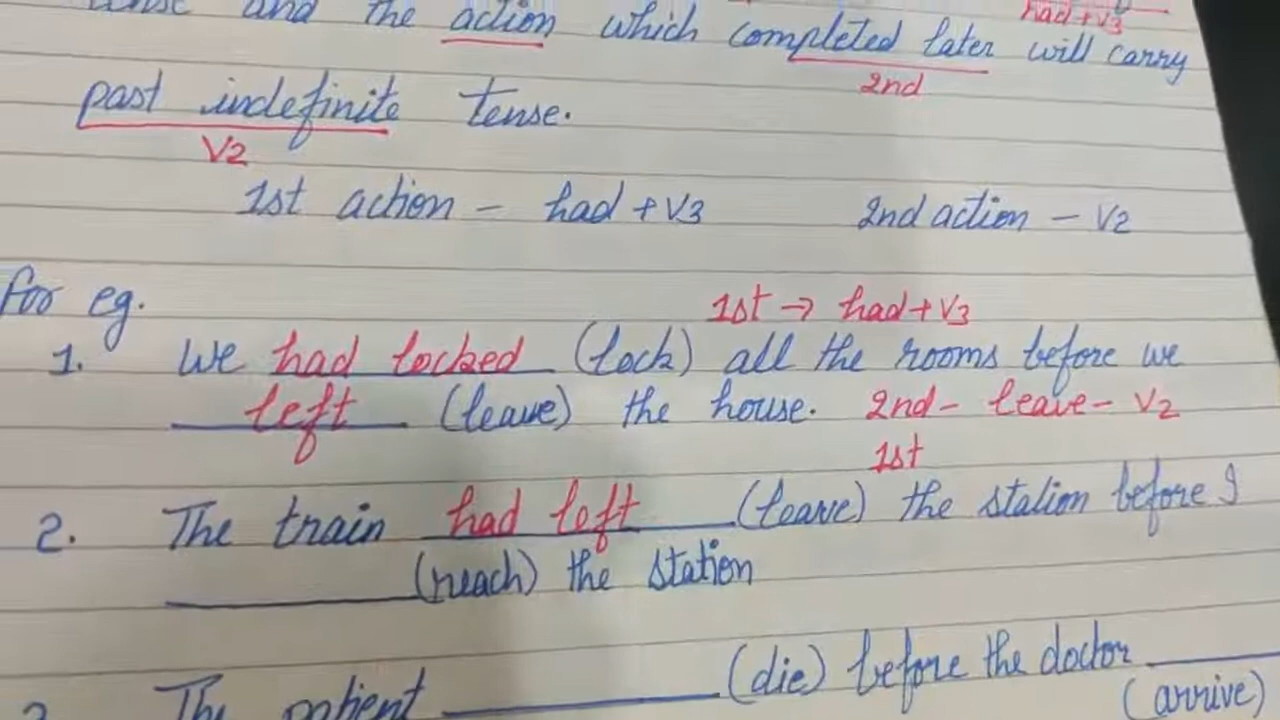 had+V3
and the action which completed later will carry
2nd
past indefinite tense.
V2
1st action - had + V3 2nd action - V2
for eg.
1st → had+V3
1. We had locked (lock) all the rooms before we
left (leave) the house. 2nd - leave - V2
1st
2. The train had left (leave) the station before I
(reach) the station
The patient (die) before the doctor
(arrive)